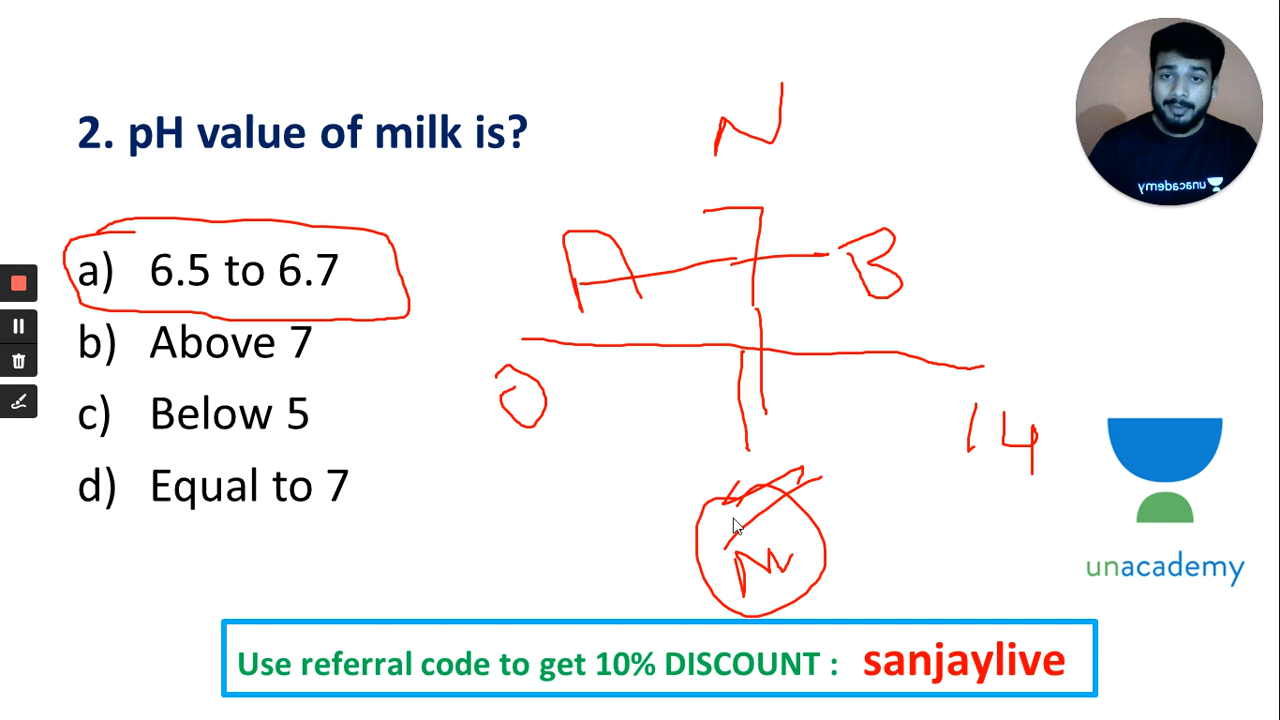 2. pH value of milk is?
N
a) 6.5 to 6.7
A 7 B
b) Above 7
0 14
c) Below 5
d) Equal to 7
M
unacademy
unacademy
Use referral code to get 10% DISCOUNT : sanjaylive